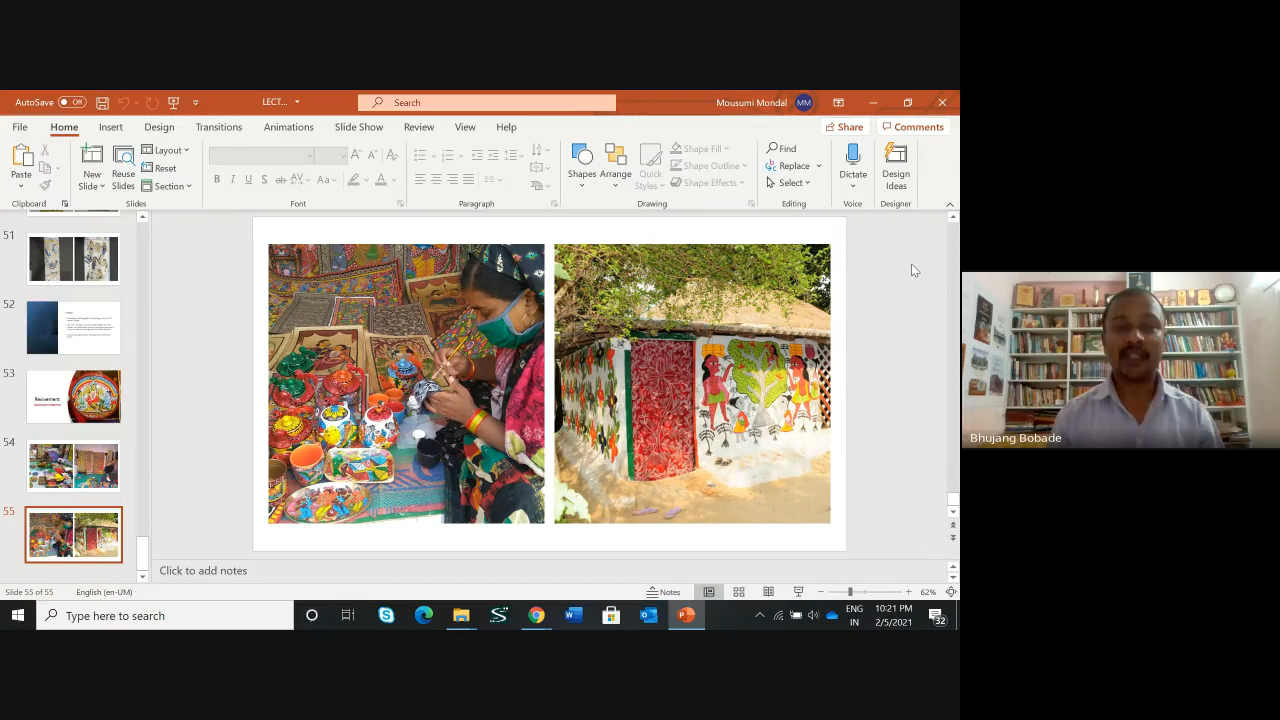 AutoSave Off LECT... Search Mousumi Mondal MM
File Home Insert Design Transitions Animations Slide Show Review View Help Share Comments
Paste
New
Slide
Reuse
Slides
Layout
Reset
Section
B I U S ab AV Aa A
Shapes
Arrange
Quick
Styles
Shape Fill
Shape Outline
Shape Effects
Find
Replace
Select
Dictate
Design
Ideas
Clipboard Slides Font Paragraph Drawing Editing Voice Designer
51
52
53
Revivement
54
55
Bhujang Bobade
Click to add notes
Slide 55 of 55 English (en-UM) Notes 62%
Type here to search
ENG
IN
10:21 PM
2/5/2021
32